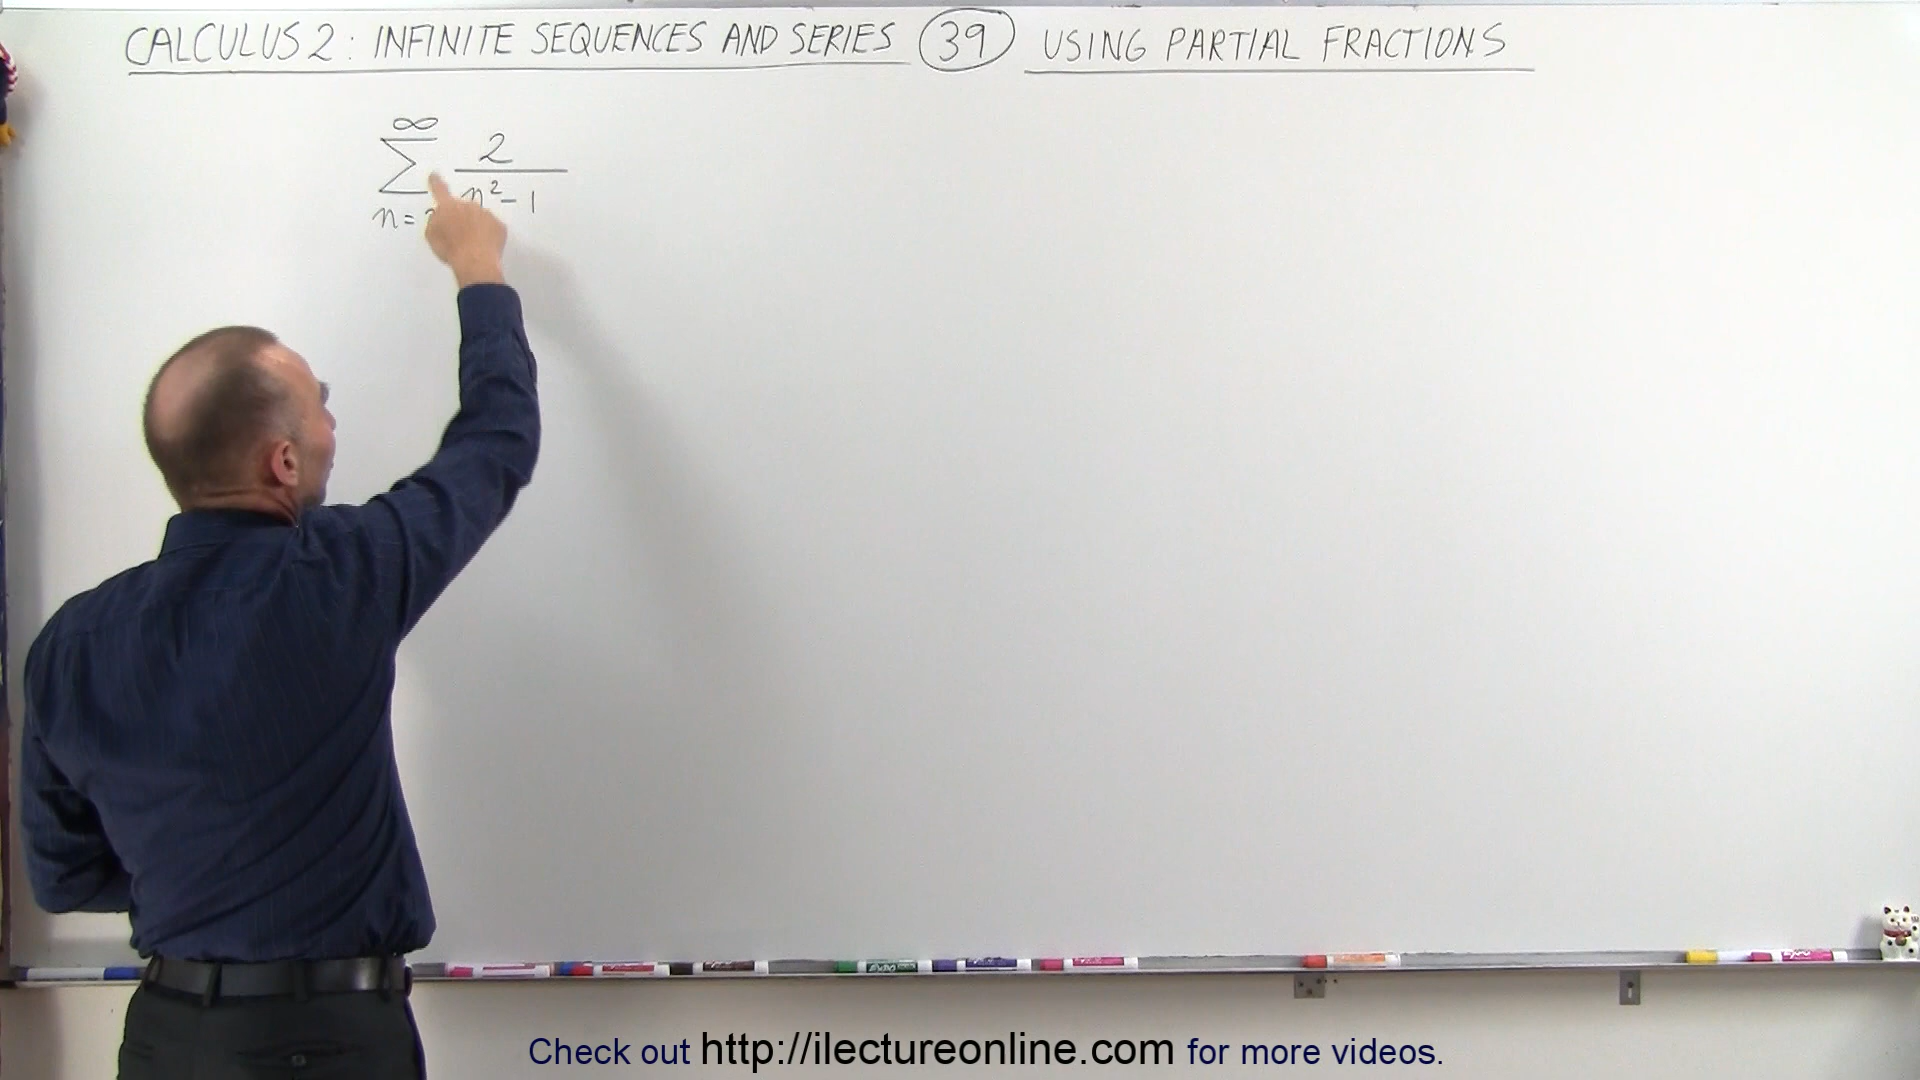 CALCULUS 2: INFINITE SEQUENCES AND SERIES 39 USING PARTIAL FRACTIONS
∞
Σ 2
n² - 1
n =
EXPO
Check out http://ilectureonline.com for more videos.